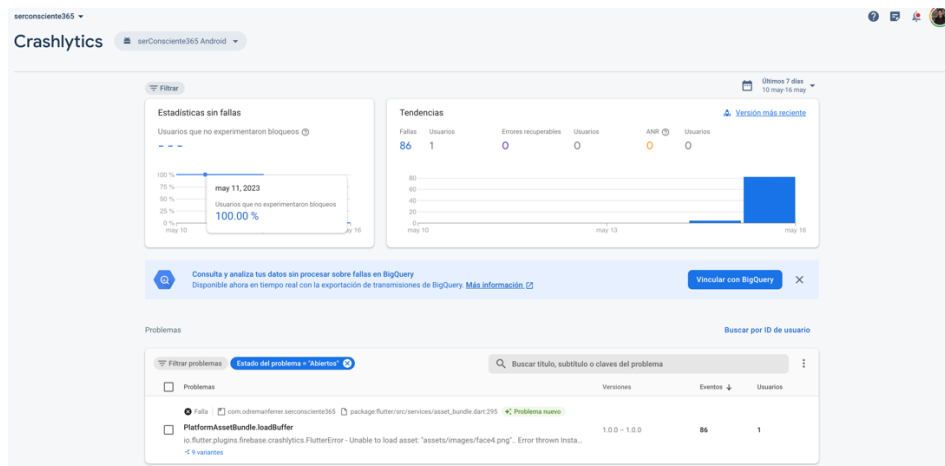 serconsciente365
Crashlytics
serConsciente365 Android
Filtrar
Últimos 7 días
10 may-16 may
Estadísticas sin fallas
Usuarios que no experimentaron bloqueos
- - -
100 %
75 %
50 %
25 %
0 %
may 10
may 16
may 11, 2023
Usuarios que no experimentaron bloqueos
100.00 %
Tendencias
Versión más reciente
Fallas Usuarios Errores recuperables Usuarios ANR Usuarios
86 1 0 0 0 0
80
60
40
20
0
may 10 may 13 may 16
Consulta y analiza tus datos sin procesar sobre fallas en BigQuery
Disponible ahora en tiempo real con la exportación de transmisiones de BigQuery. Más información
Vincular con BigQuery
Problemas
Buscar por ID de usuario
Filtrar problemas
Estado del problema = "Abiertos"
Buscar título, subtítulo o claves del problema
Problemas Versiones Eventos Usuarios
Falla com.odremanferrer.serconsciente365 package:flutter/src/services/asset_bundle.dart:295 Problema nuevo
PlatformAssetBundle.loadBuffer 1.0.0 – 1.0.0 86 1
io.flutter.plugins.firebase.crashlytics.FlutterError - Unable to load asset: "assets/images/face4.png".. Error thrown Insta...
9 variantes